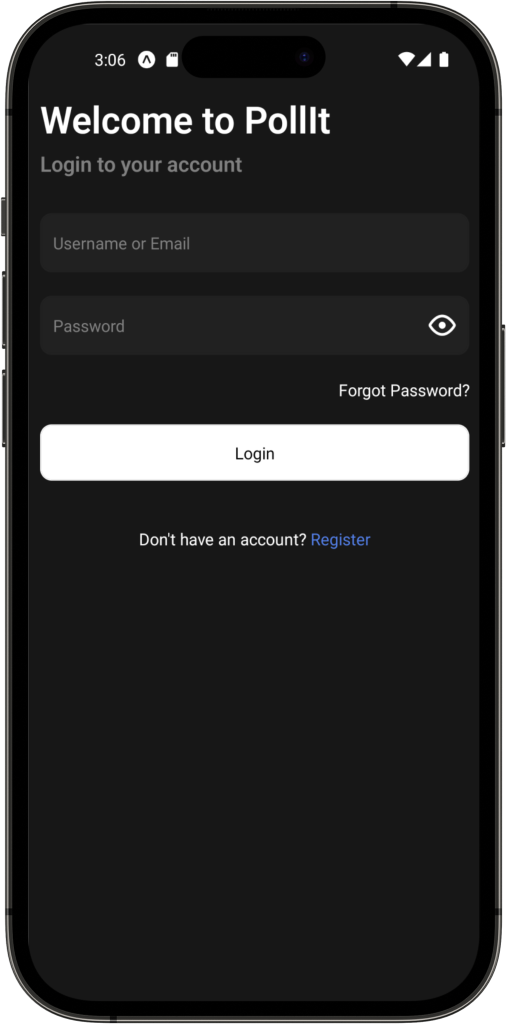 3:06
Welcome to PollIt
Login to your account
Username or Email
Password
Forgot Password?
Login
Don't have an account? Register